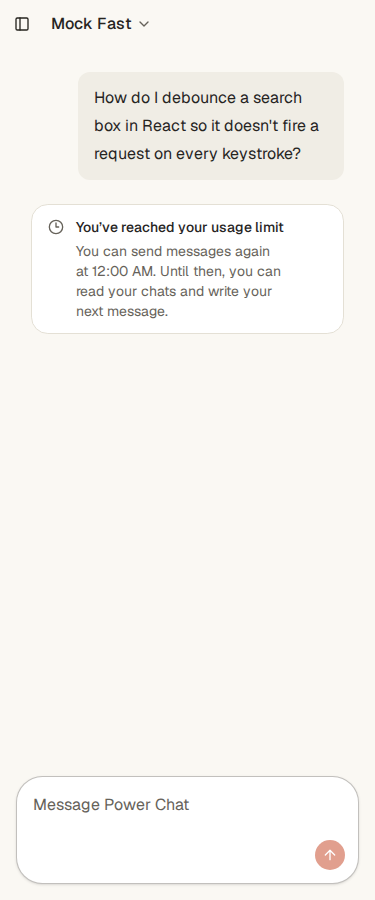 Mock Fast
How do I debounce a search
box in React so it doesn't fire a
request on every keystroke?
You’ve reached your usage limit
You can send messages again
at 12:00 AM. Until then, you can
read your chats and write your
next message.
Message Power Chat